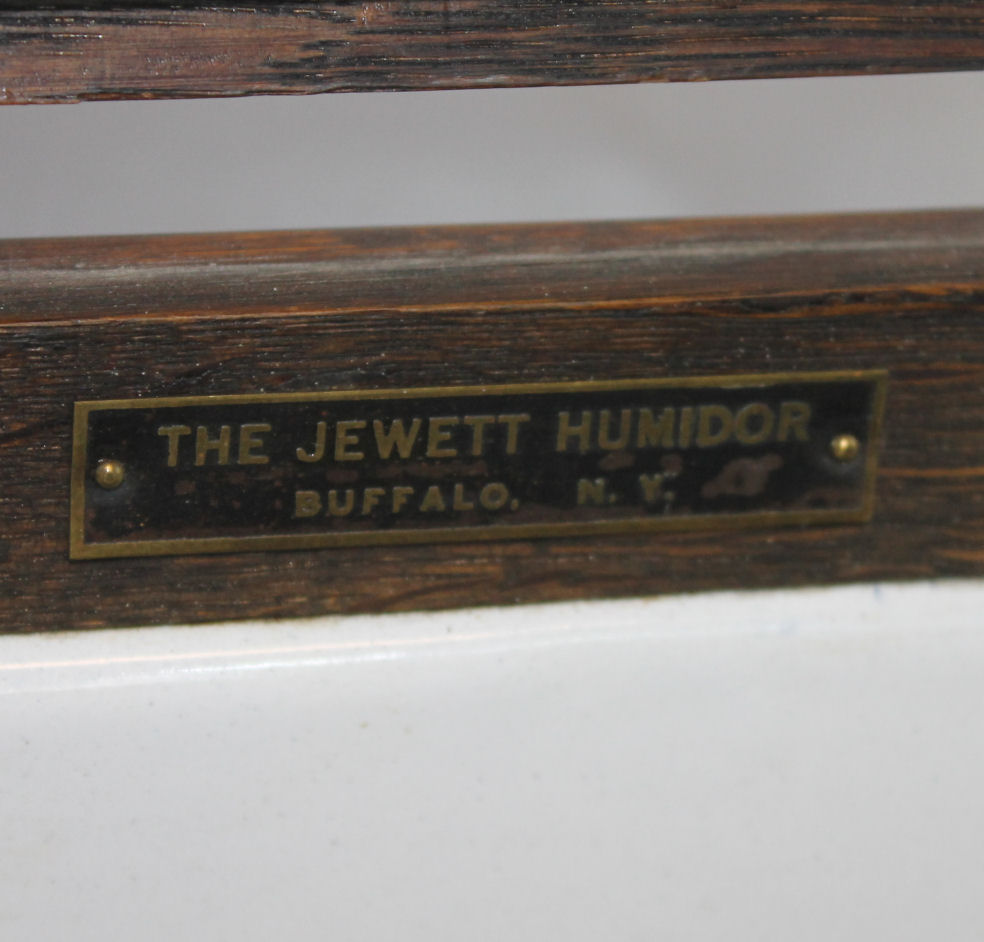 THE JEWETT HUMIDOR
BUFFALO. N. Y.